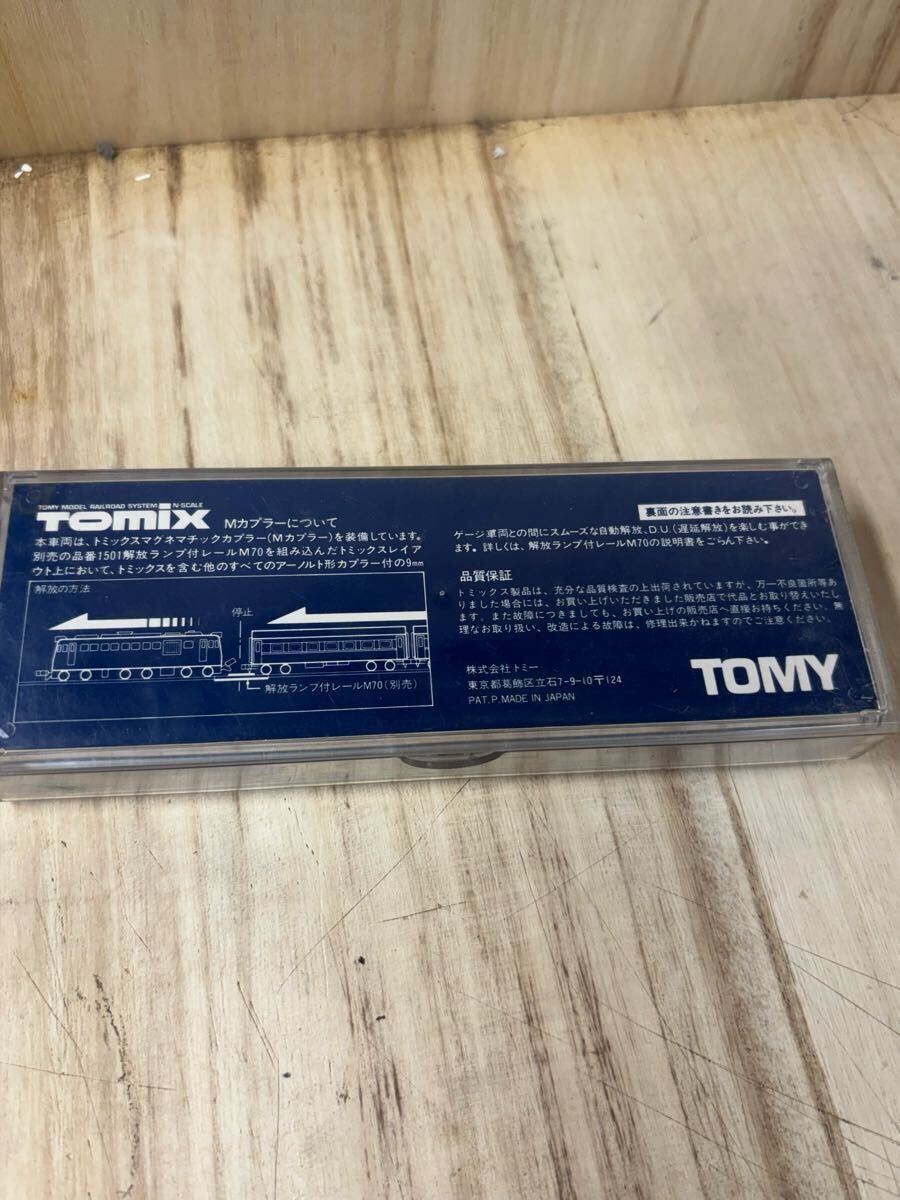 TOMY MODEL RAILROAD SYSTEM N-SCALE
TOMIX Mカプラーについて
本車両は、トミックスマグネマチックカプラー(Mカプラー)を装備しています。
別売の品番1501解放ランプ付レールM70を組み込んだトミックスレイア
ウト上において、トミックスを含む他のすべてのアーノルト形カプラー付の9mm
解放の方法
停止
解放ランプ付レールM70(別売)
裏面の注意書きをお読み下さい。
ゲージ車両との間にスムーズな自動解放、D.U.(遅延解放)を楽しむ事ができ
ます。詳しくは、解放ランプ付レールM70の説明書をごらん下さい。
品質保証
トミックス製品は、充分な品質検査の上出荷されていますが、万一不良箇所等あ
りました場合には、お買い上げいただきました販売店で代品とお取り替えいたし
ます。また故障につきましても、お買い上げの販売店へ直接お持ちください。無
理なお取り扱い、改造による故障は、修理出来かねますのでご注意ください。
株式会社トミー
東京都葛飾区立石7-9-10〒124
PAT. P. MADE IN JAPAN
TOMY